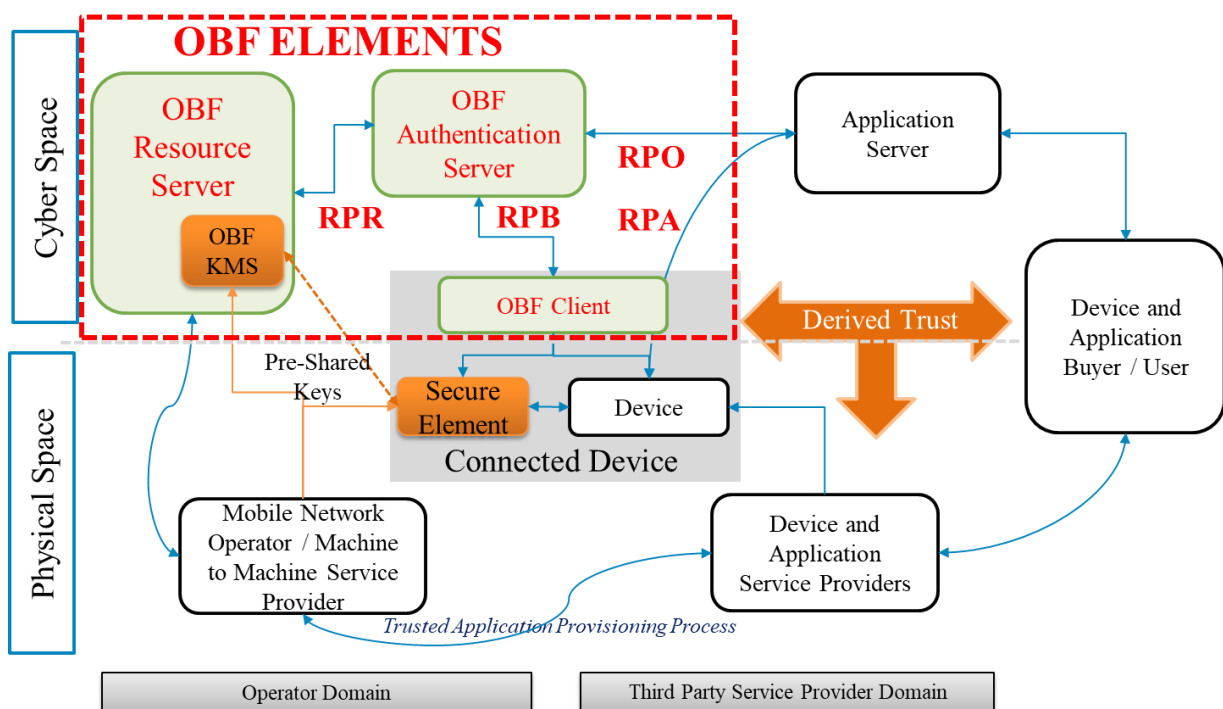 OBF ELEMENTS
Cyber Space
OBF
Resource
Server
OBF
Authentication
Server
Application
Server
RPO
RPR
RPB
RPA
OBF
KMS
OBF Client
Derived Trust
Device and
Application
Buyer / User
Physical Space
Pre-Shared
Keys
Secure
Element
Device
Connected Device
Mobile Network
Operator / Machine
to Machine Service
Provider
Device and
Application
Service Providers
Trusted Application Provisioning Process
Operator Domain
Third Party Service Provider Domain